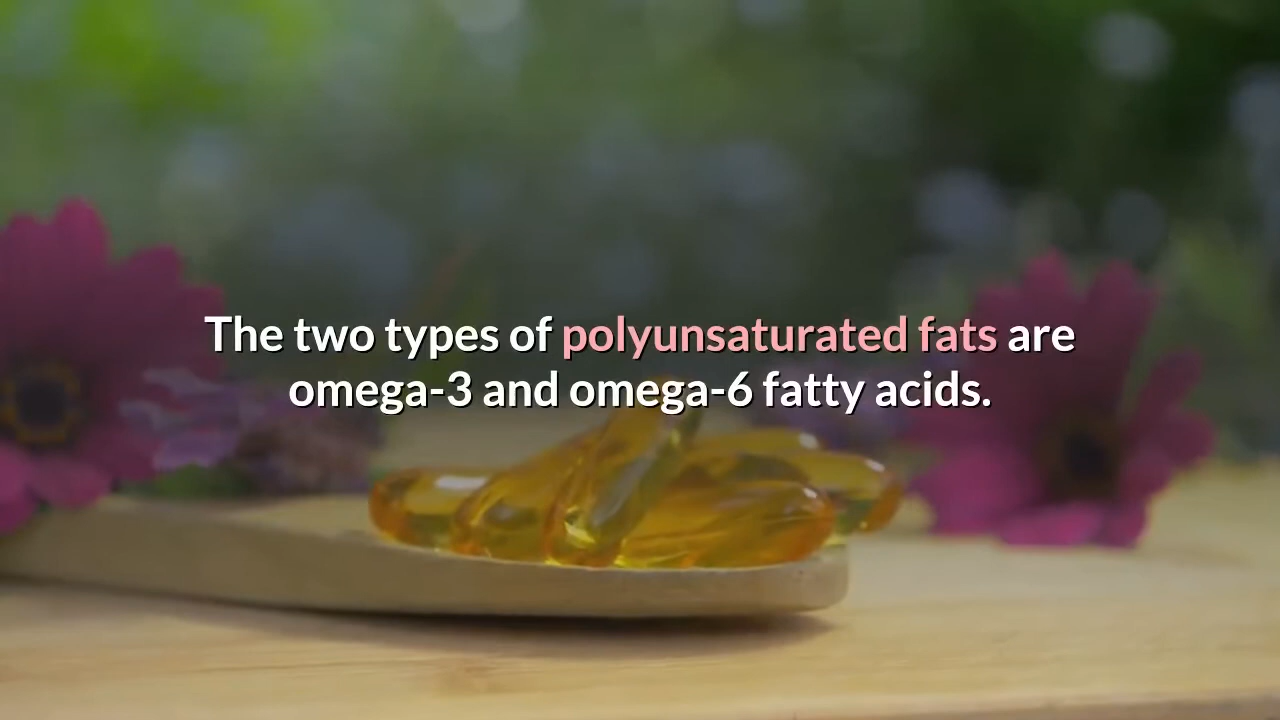 The two types of polyunsaturated fats are
omega-3 and omega-6 fatty acids.